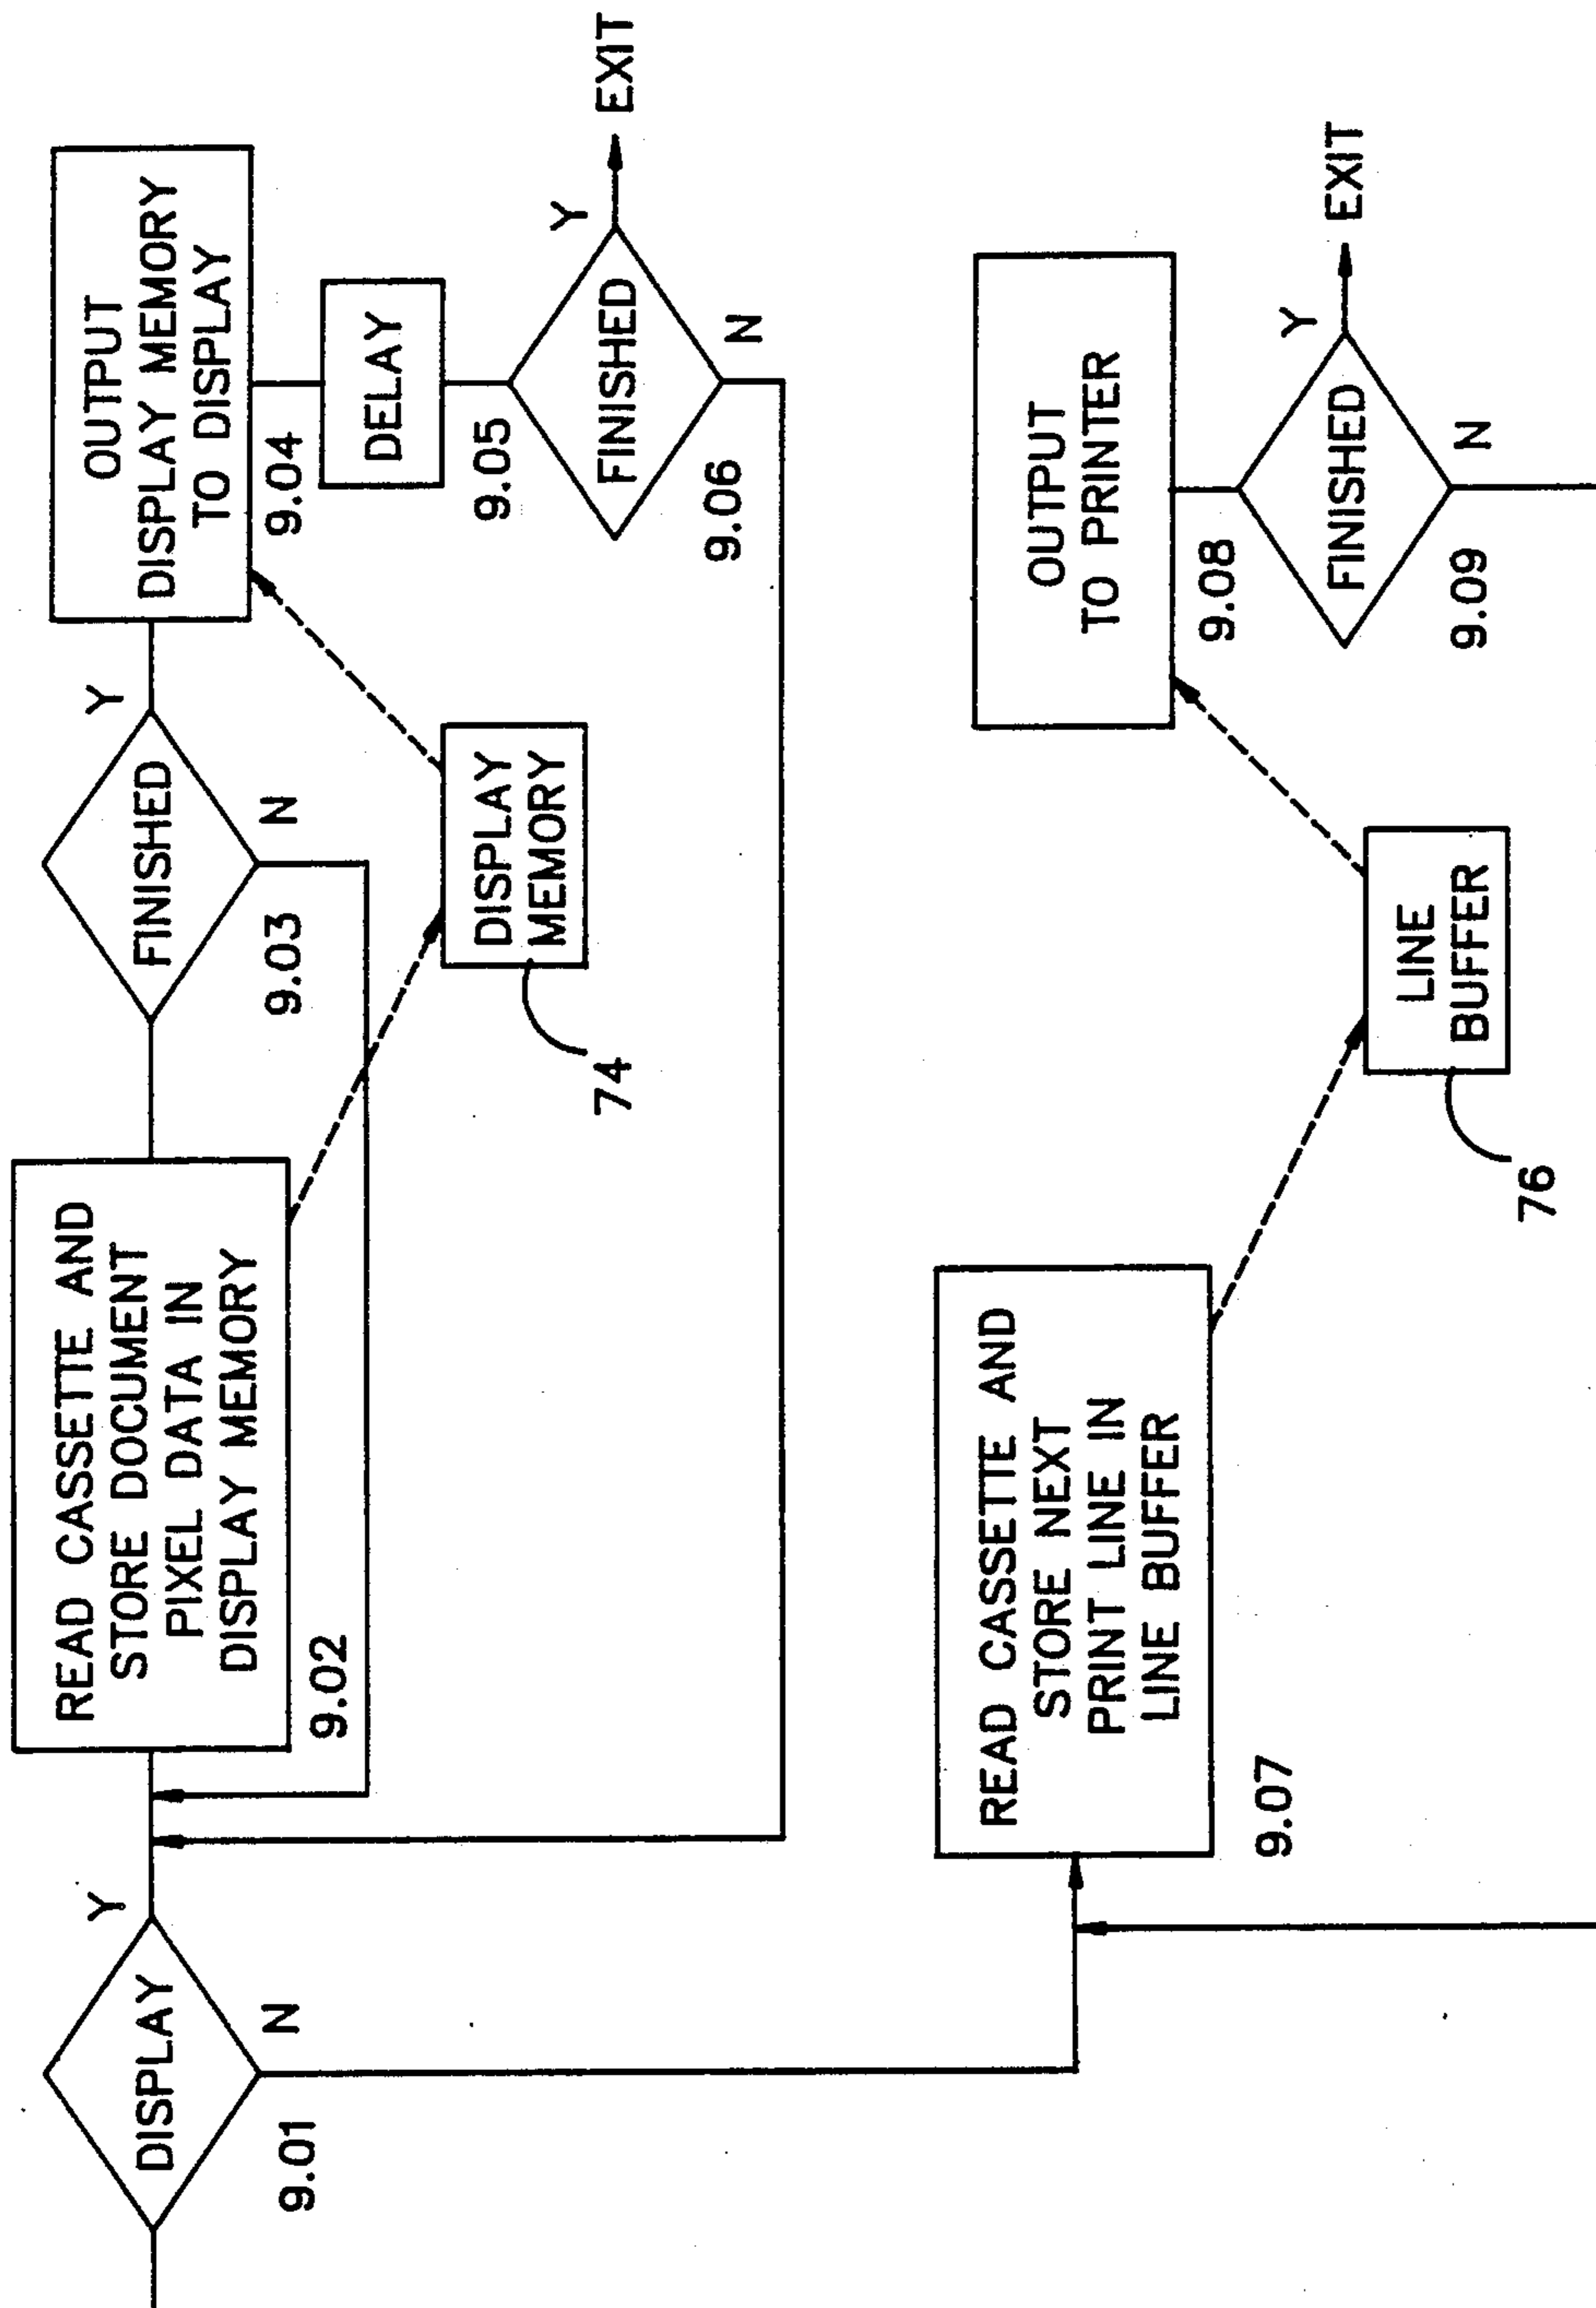 DISPLAY
Y
N
9.01
READ CASSETTE AND
STORE DOCUMENT
PIXEL DATA IN
DISPLAY MEMORY
9.02
FINISHED
Y
N
9.03
OUTPUT
DISPLAY MEMORY
TO DISPLAY
9.04
DELAY
9.05
FINISHED
Y
EXIT
N
9.06
DISPLAY
MEMORY
74
READ CASSETTE AND
STORE NEXT
PRINT LINE IN
LINE BUFFER
9.07
LINE
BUFFER
76
OUTPUT
TO PRINTER
9.08
FINISHED
Y
EXIT
N
9.09